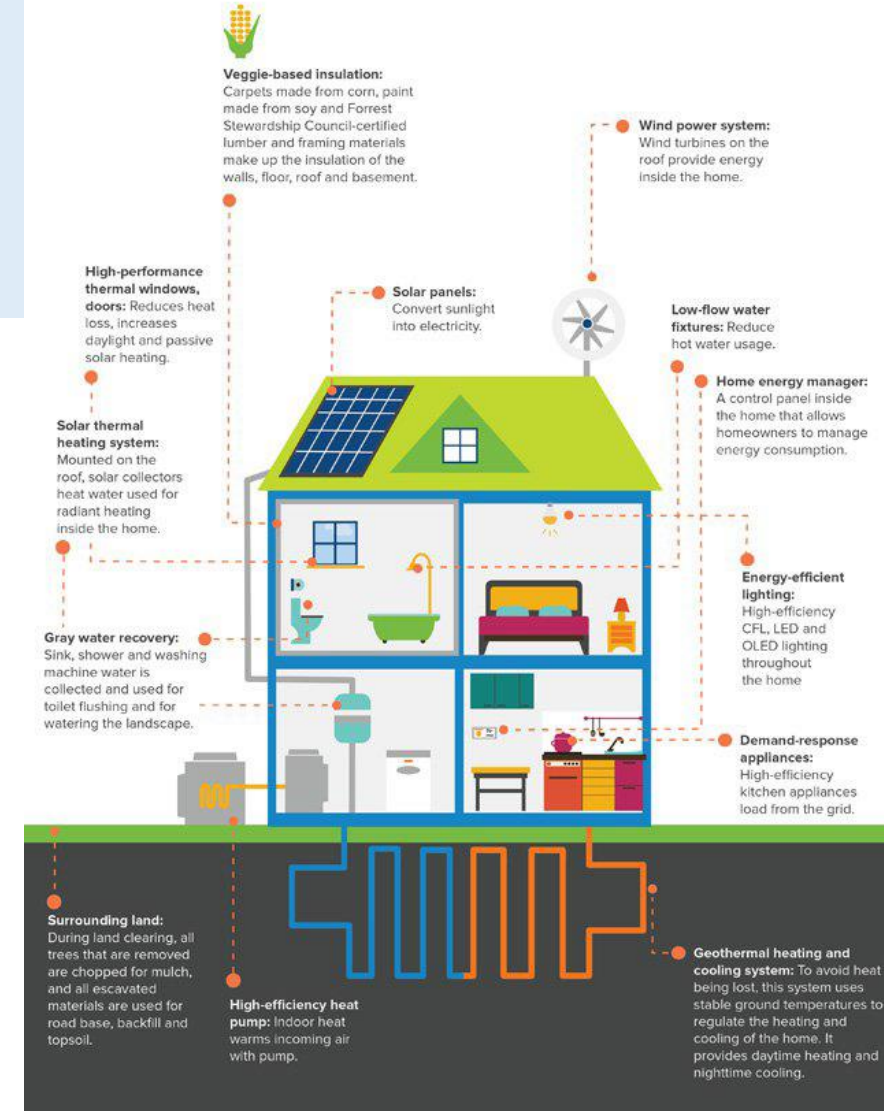 Veggie-based insulation:
Carpets made from corn, paint
made from soy and Forrest
Stewardship Council-certified
lumber and framing materials
make up the insulation of the
walls, floor, roof and basement.
Wind power system:
Wind turbines on the
roof provide energy
inside the home.
High-performance
thermal windows,
doors: Reduces heat
loss, increases
daylight and passive
solar heating.
Solar panels:
Convert sunlight
into electricity.
Low-flow water
fixtures: Reduce
hot water usage.
Home energy manager:
A control panel inside
the home that allows
homeowners to manage
energy consumption.
Solar thermal
heating system:
Mounted on the
roof, solar collectors
heat water used for
radiant heating
inside the home.
Energy-efficient
lighting:
High-efficiency
CFL, LED and
OLED lighting
throughout
the home
Gray water recovery:
Sink, shower and washing
machine water is
collected and used for
toilet flushing and for
watering the landscape.
Demand-response
appliances:
High-efficiency
kitchen appliances
load from the grid.
Surrounding land:
During land clearing, all
trees that are removed
are chopped for mulch,
and all escavated
materials are used for
road base, backfill and
topsoil.
High-efficiency heat
pump: Indoor heat
warms incoming air
with pump.
Geothermal heating and
cooling system: To avoid heat
being lost, this system uses
stable ground temperatures to
regulate the heating and
cooling of the home. It
provides daytime heating and
nighttime cooling.